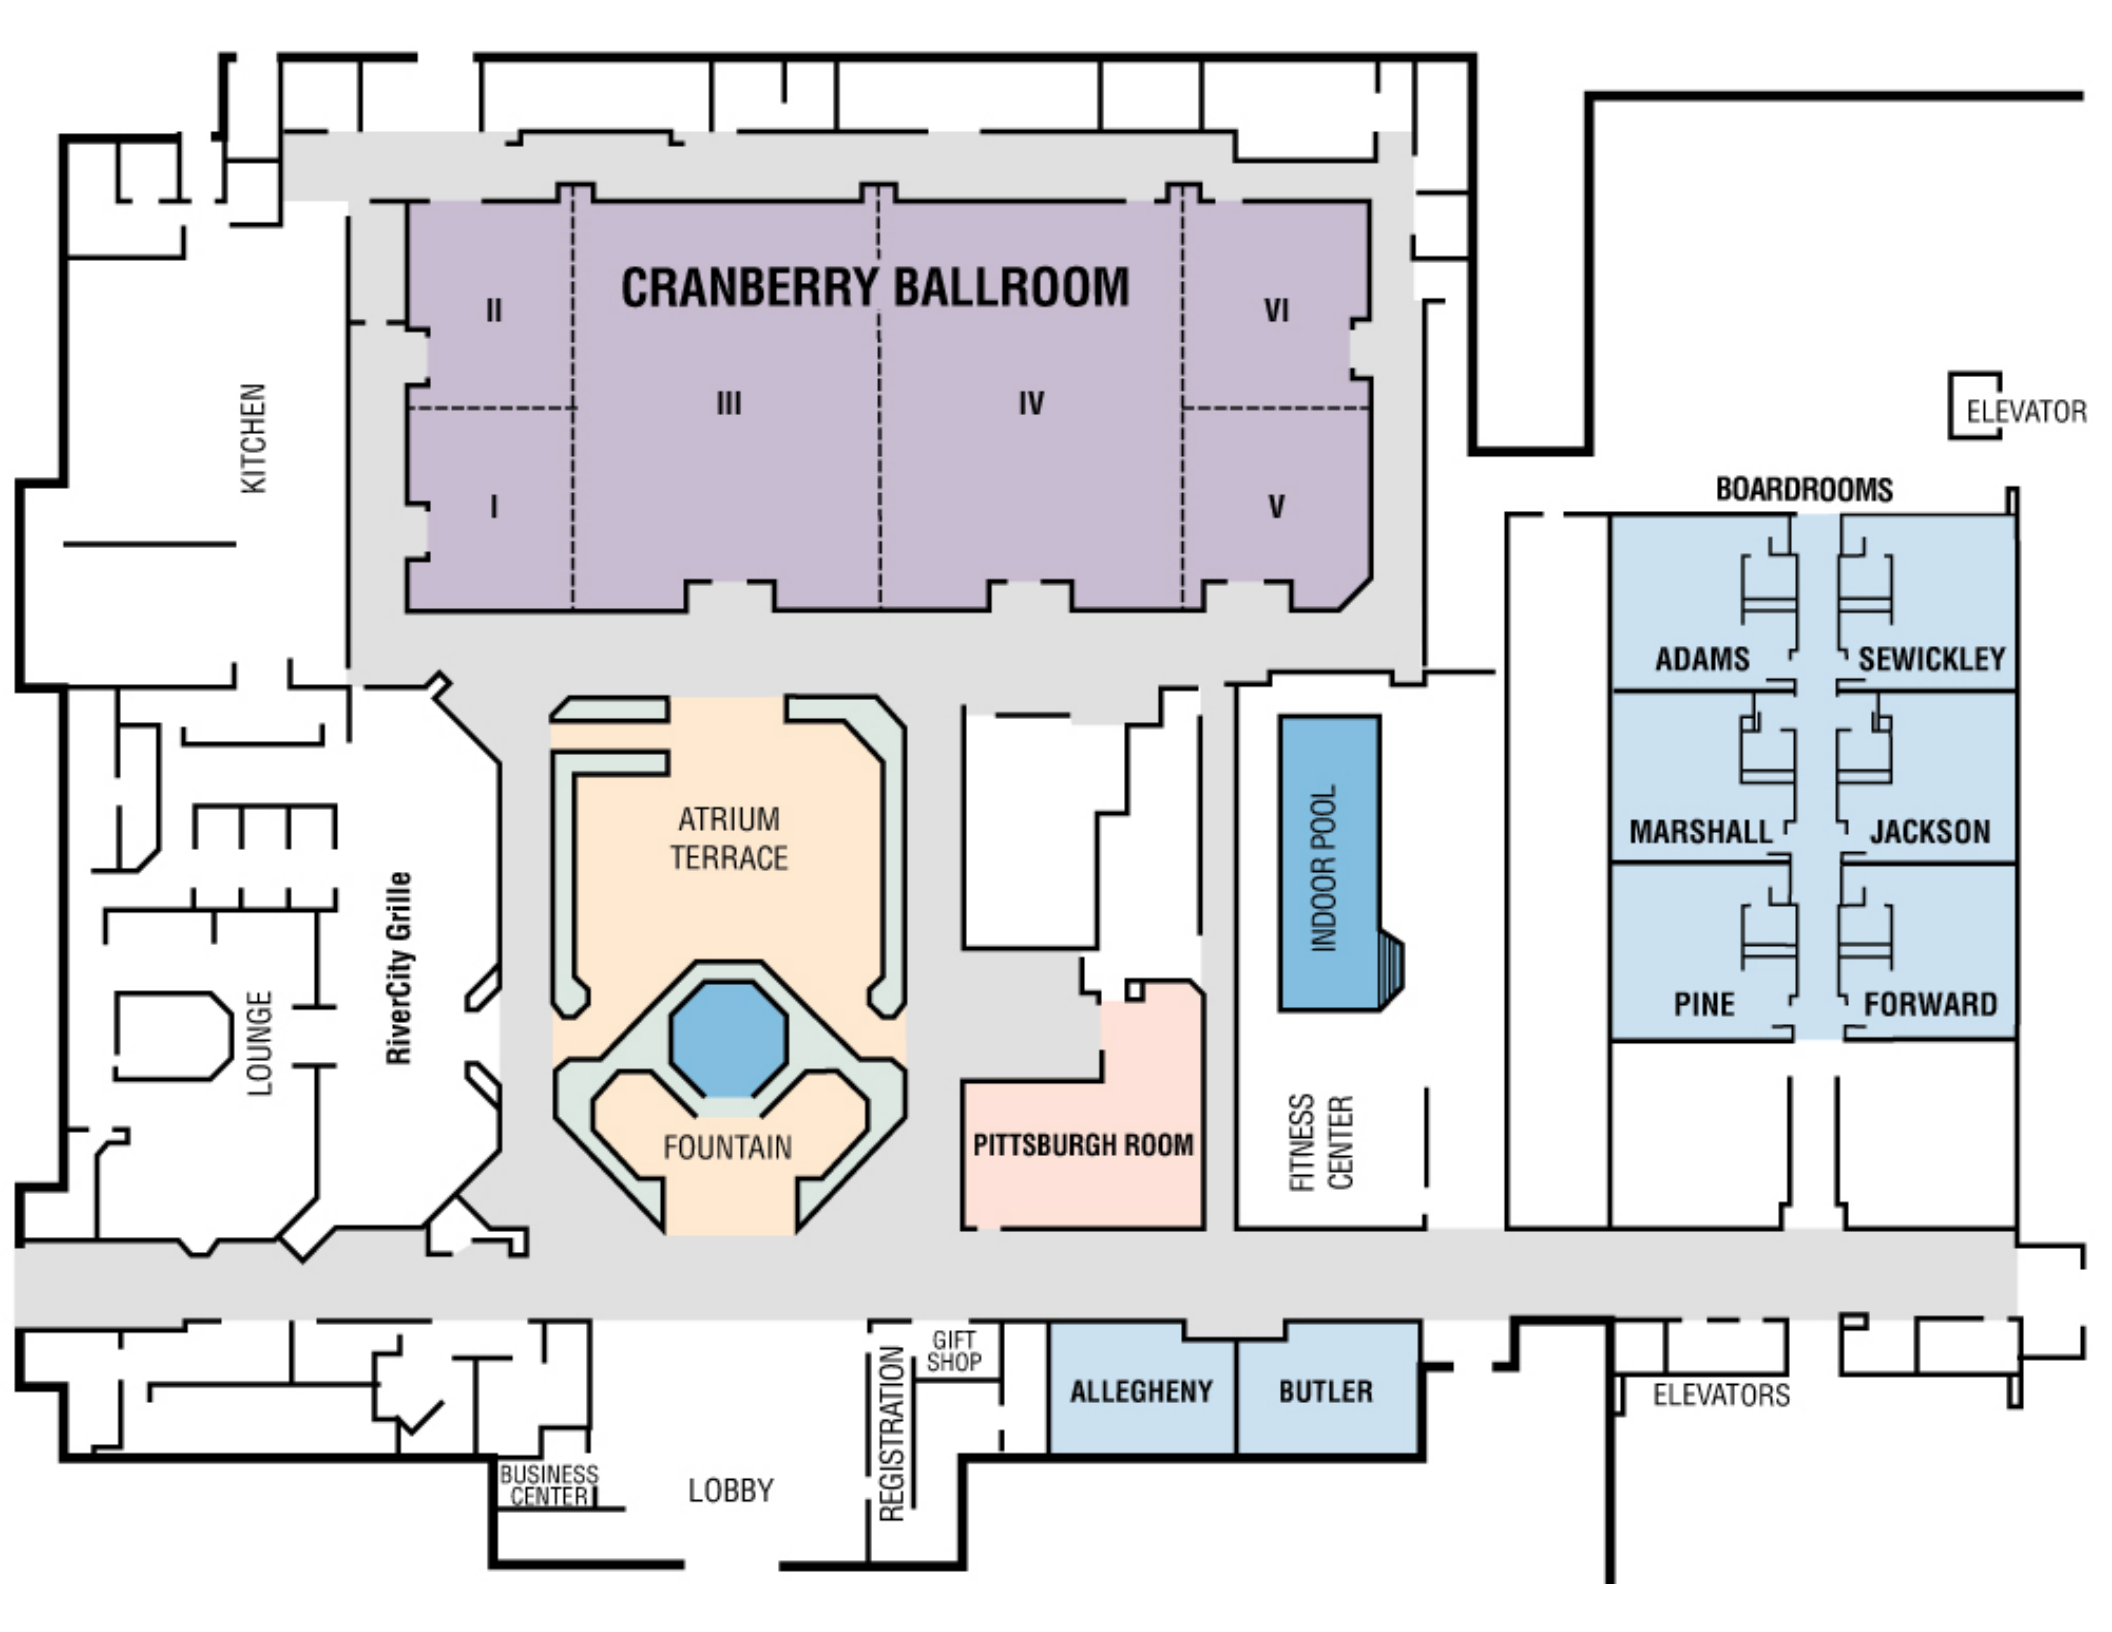 CRANBERRY BALLROOM
II
VI
III
IV
I
V
KITCHEN
ELEVATOR
BOARDROOMS
ADAMS
SEWICKLEY
MARSHALL
JACKSON
PINE
FORWARD
ATRIUM
TERRACE
INDOOR POOL
RiverCity Grille
LOUNGE
FOUNTAIN
PITTSBURGH ROOM
FITNESS
CENTER
GIFT
SHOP
REGISTRATION
ALLEGHENY
BUTLER
ELEVATORS
BUSINESS
CENTER
LOBBY